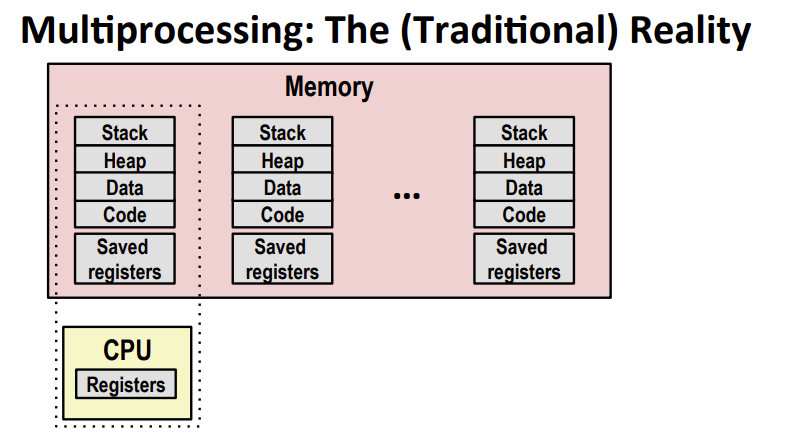 Multiprocessing: The (Traditional) Reality
Memory
Stack
Heap
Data
Code
Saved
registers
Stack
Heap
Data
Code
Saved
registers
...
Stack
Heap
Data
Code
Saved
registers
CPU
Registers